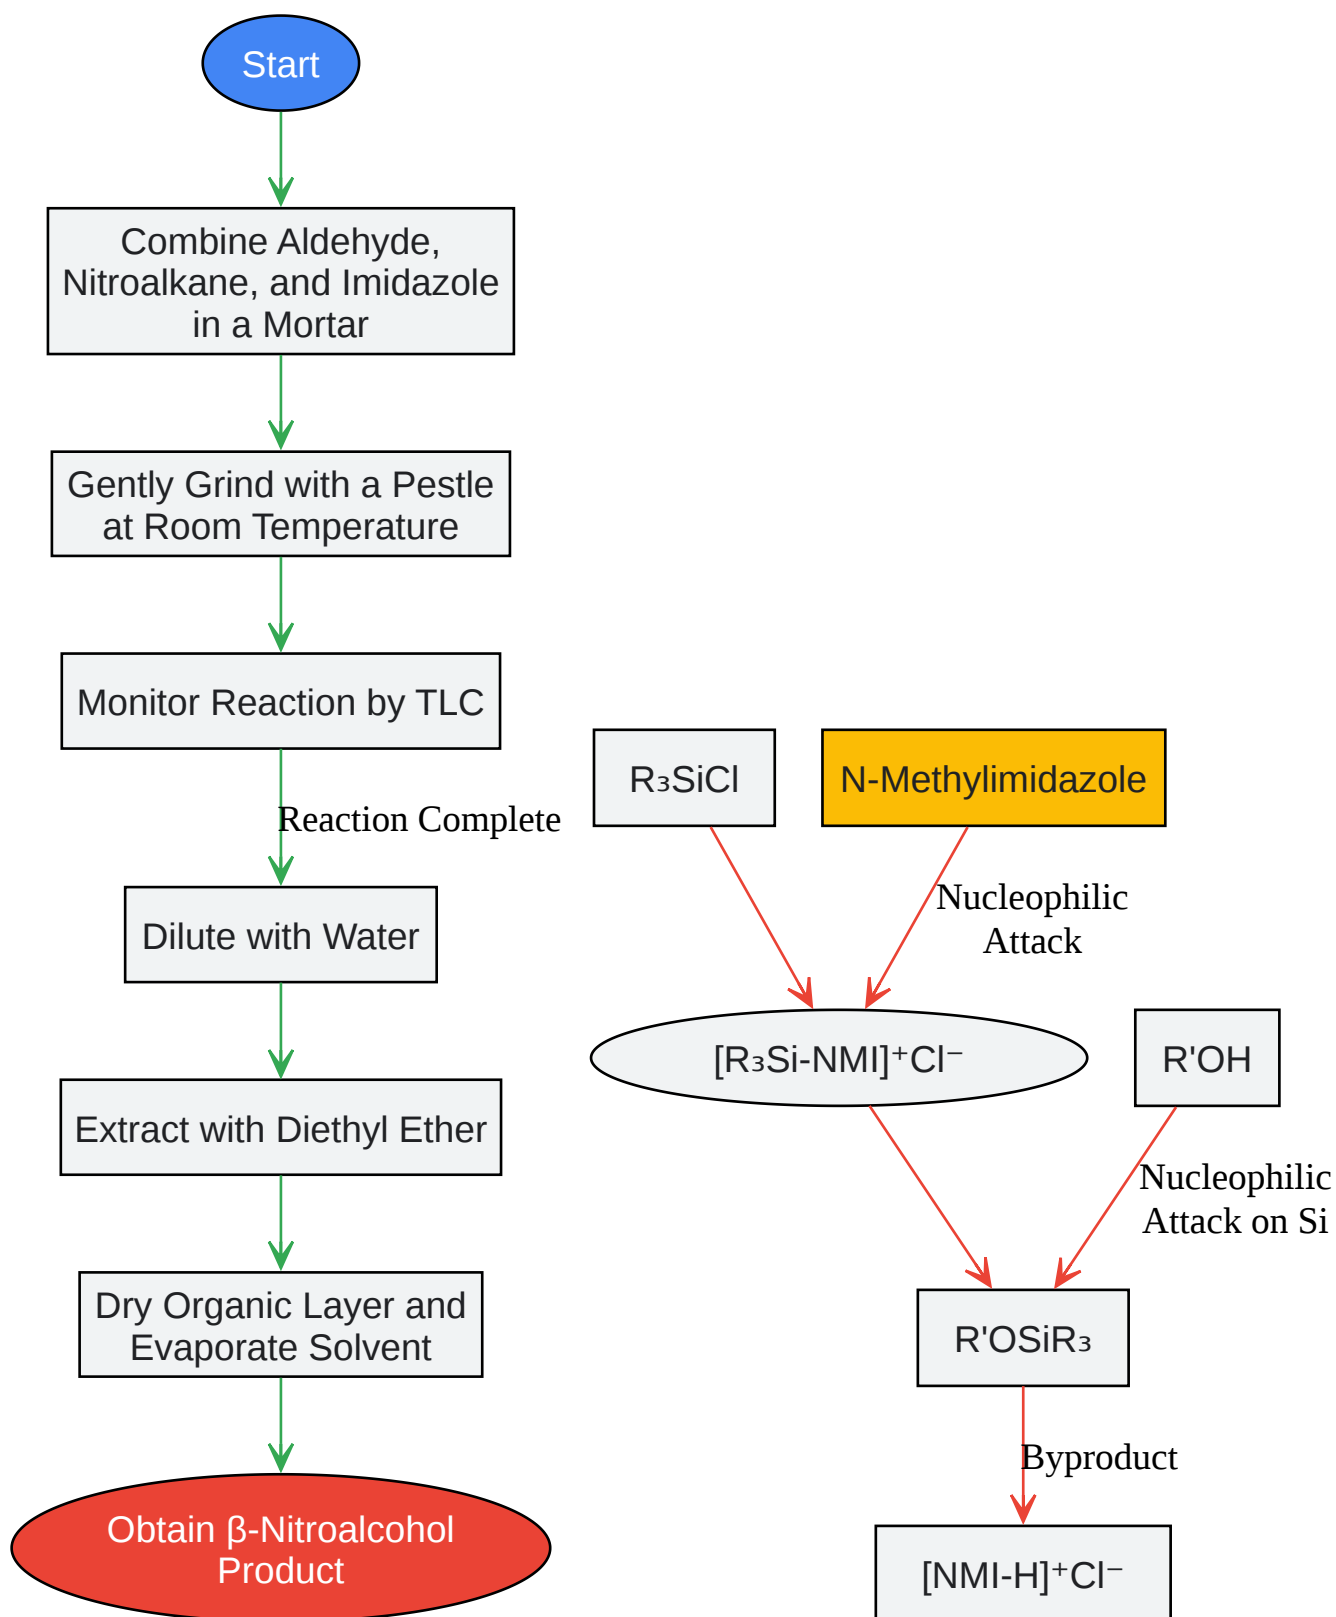 Start
Combine Aldehyde,
Nitroalkane, and Imidazole
in a Mortar
Gently Grind with a Pestle
at Room Temperature
Monitor Reaction by TLC
Reaction Complete
Dilute with Water
Extract with Diethyl Ether
Dry Organic Layer and
Evaporate Solvent
Obtain β-Nitroalcohol
Product
R₃SiCl
N-Methylimidazole
Nucleophilic
Attack
[R₃Si-NMI]⁺Cl⁻
R'OH
Nucleophilic
Attack on Si
R'OSiR₃
Byproduct
[NMI-H]⁺Cl⁻